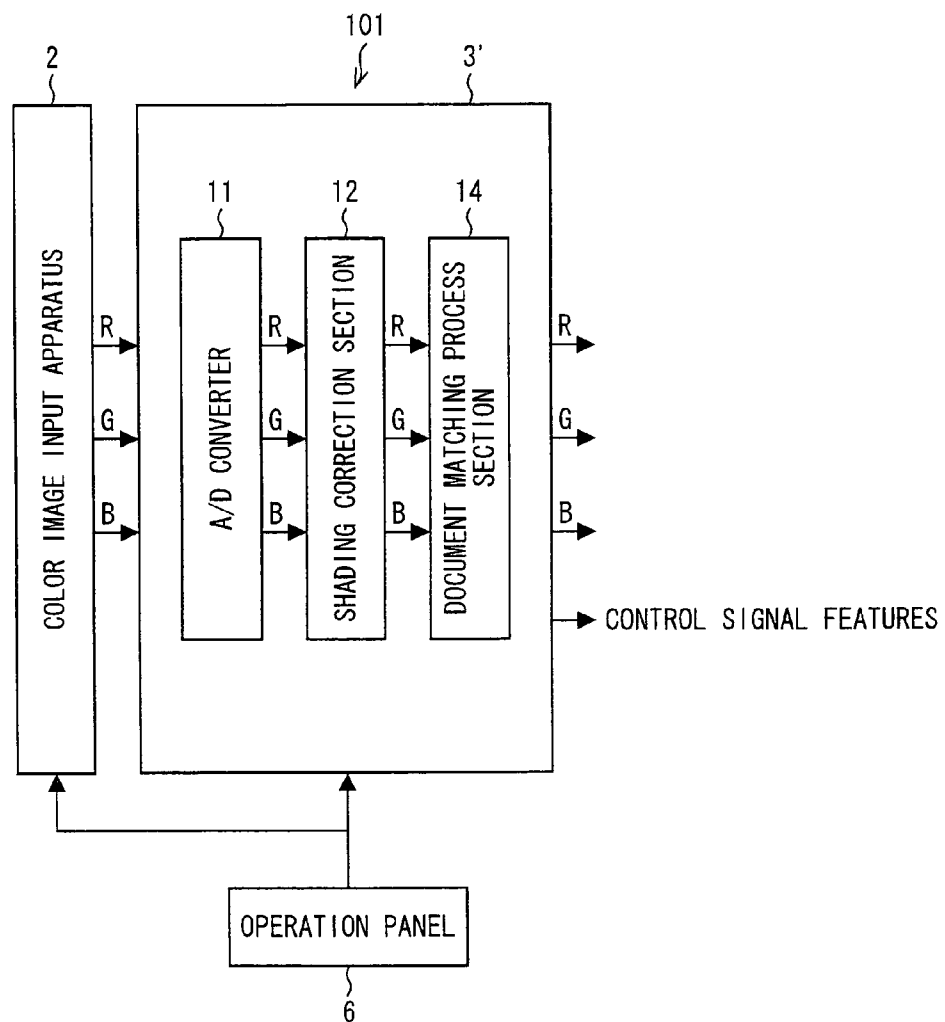 101
2
3'
11
12
14
COLOR IMAGE INPUT APPARATUS
A/D CONVERTER
SHADING CORRECTION SECTION
DOCUMENT MATCHING PROCESS
SECTION
R
R
R
R
G
G
G
G
B
B
B
B
CONTROL SIGNAL FEATURES
OPERATION PANEL
6